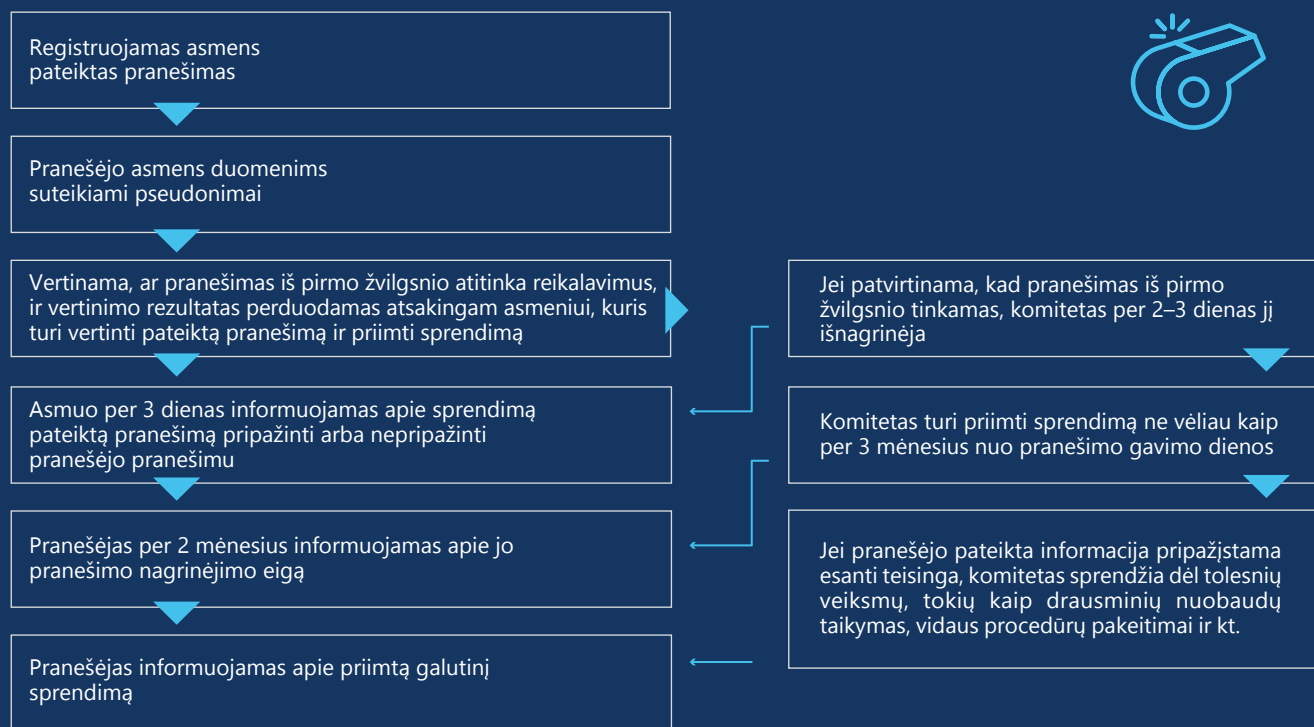 Registruojamas asmens
pateiktas pranešimas
Pranešėjo asmens duomenims
suteikiami pseudonimai
Vertinama, ar pranešimas iš pirmo žvilgsnio atitinka reikalavimus,
ir vertinimo rezultatas perduodamas atsakingam asmeniui, kuris
turi vertinti pateiktą pranešimą ir priimti sprendimą
Asmuo per 3 dienas informuojamas apie sprendimą
pateiktą pranešimą pripažinti arba nepripažinti
pranešėjo pranešimu
Pranešėjas per 2 mėnesius informuojamas apie jo
pranešimo nagrinėjimo eigą
Pranešėjas informuojamas apie priimtą galutinį
sprendimą
Jei patvirtinama, kad pranešimas iš pirmo
žvilgsnio tinkamas, komitetas per 2–3 dienas jį
išnagrinėja
Komitetas turi priimti sprendimą ne vėliau kaip
per 3 mėnesius nuo pranešimo gavimo dienos
Jei pranešėjo pateikta informacija pripažįstama
esanti teisinga, komitetas sprendžia dėl tolesnių
veiksmų, tokių kaip drausminių nuobaudų
taikymas, vidaus procedūrų pakeitimai ir kt.